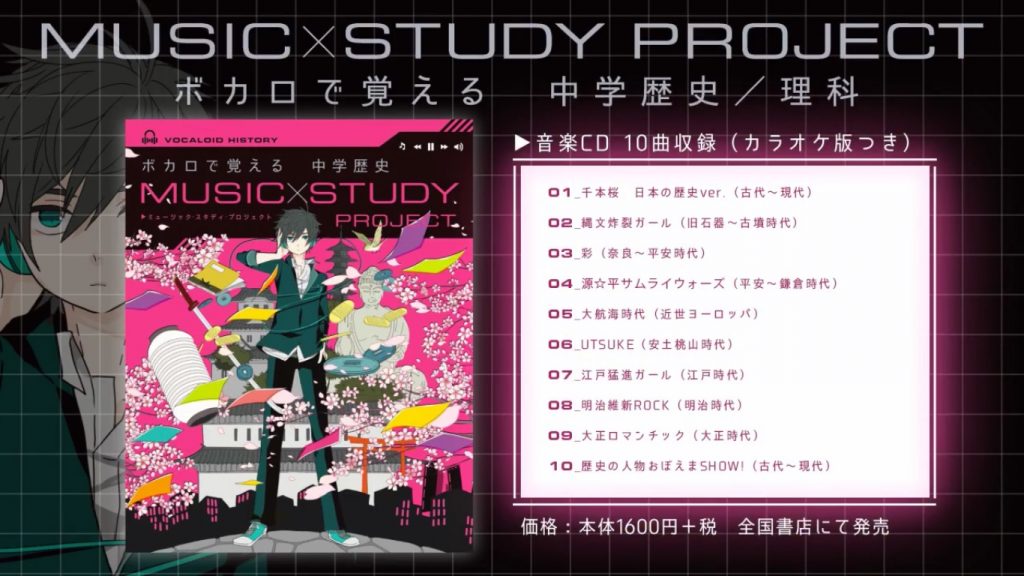 MUSIC×STUDY PROJECT
ボカロで覚える 中学歴史／理科
VOCALOID HISTORY
ボカロで覚える 中学歴史
MUSIC×STUDY
▶ミュージック・スタディ・プロジェクト
PROJECT
▶音楽CD 10曲収録（カラオケ版つき）
01_千本桜 日本の歴史ver.（古代～現代）
02_縄文炸裂ガール（旧石器～古墳時代）
03_彩（奈良～平安時代）
04_源☆平サムライウォーズ（平安～鎌倉時代）
05_大航海時代（近世ヨーロッパ）
06_UTSUKE（安土桃山時代）
07_江戸猛進ガール（江戸時代）
08_明治維新ROCK（明治時代）
09_大正ロマンチック（大正時代）
10_歴史の人物おぼえまSHOW!（古代～現代）
価格：本体1600円＋税 全国書店にて発売